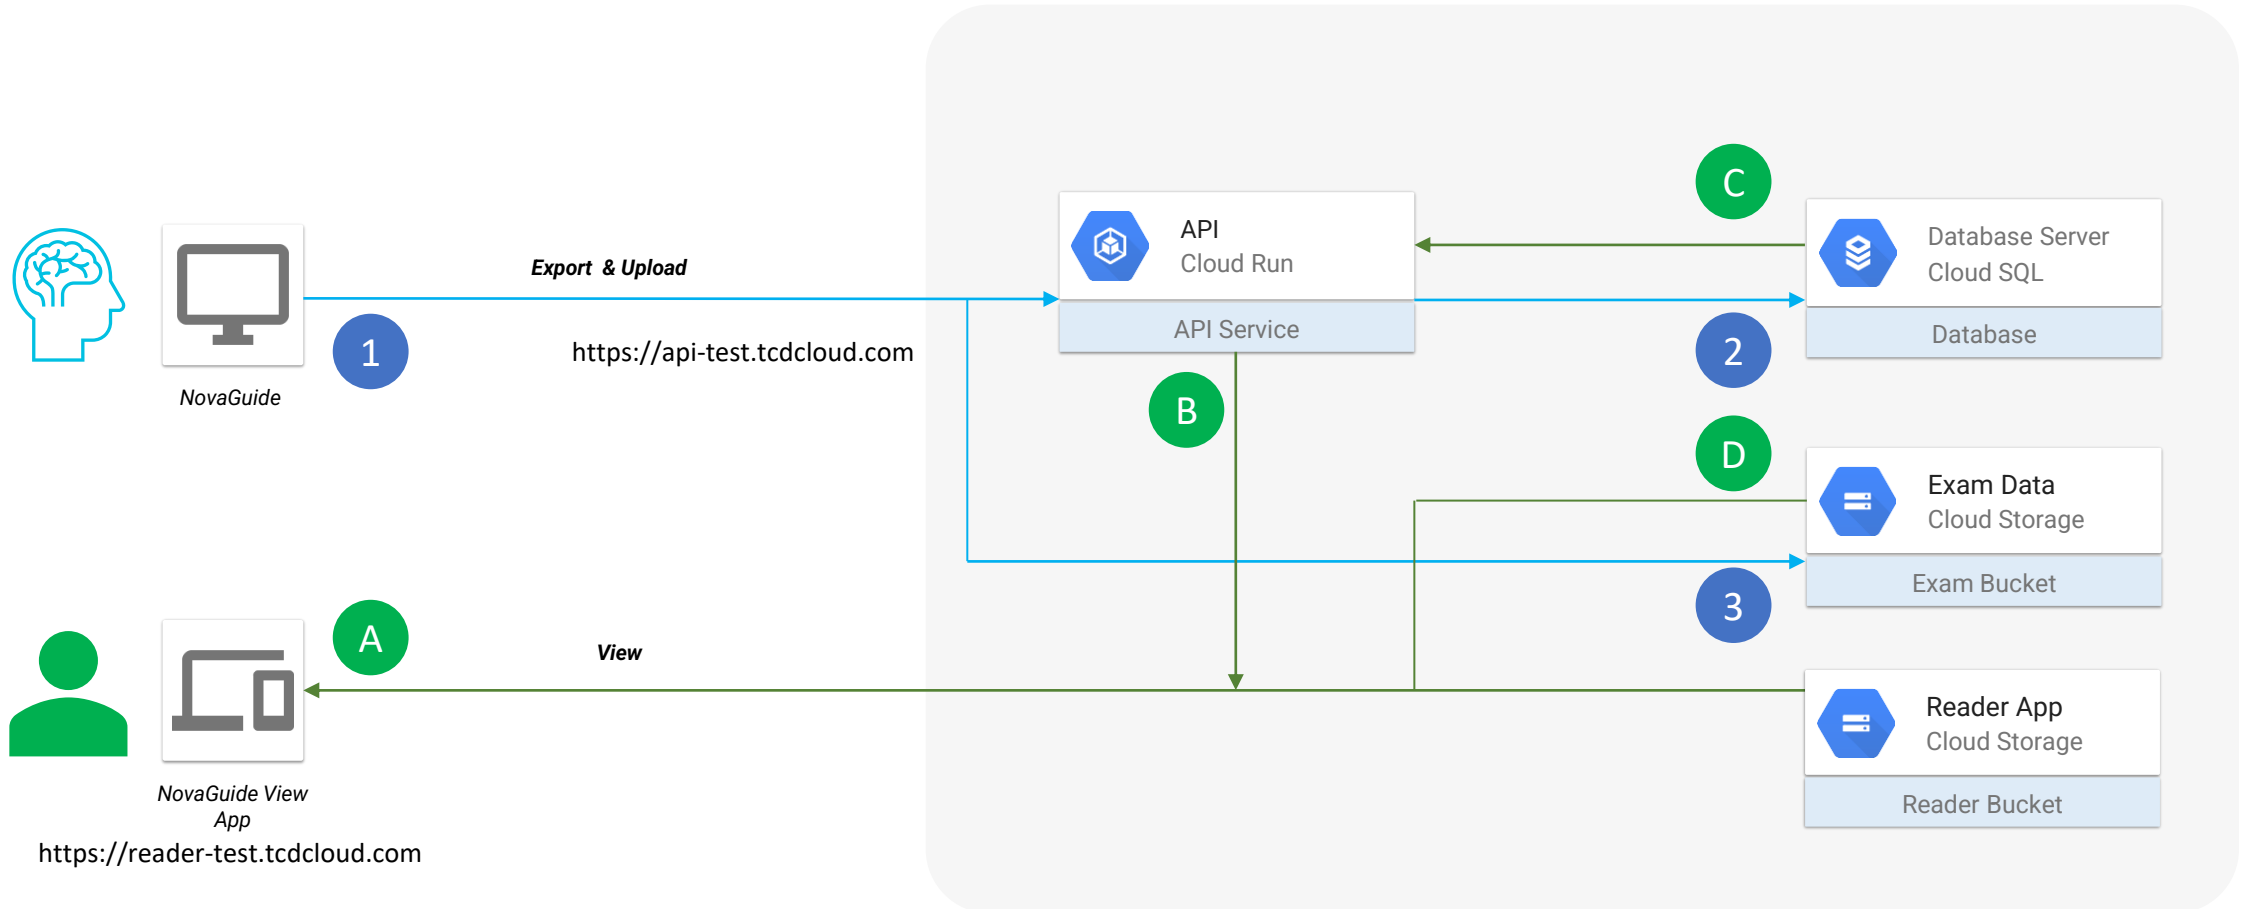 C
API
Cloud Run
API Service
Database Server
Cloud SQL
Database
Export & Upload
1
https://api-test.tcdcloud.com
2
NovaGuide
B
D
Exam Data
Cloud Storage
Exam Bucket
3
A
View
Reader App
Cloud Storage
Reader Bucket
NovaGuide View
App
https://reader-test.tcdcloud.com